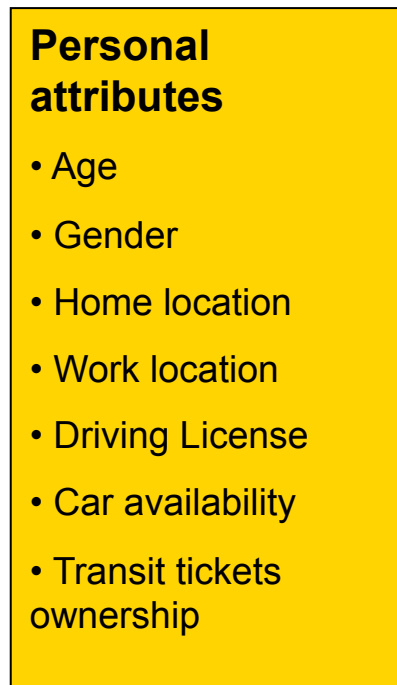 Personal
attributes
• Age
• Gender
• Home location
• Work location
• Driving License
• Car availability
• Transit tickets
ownership